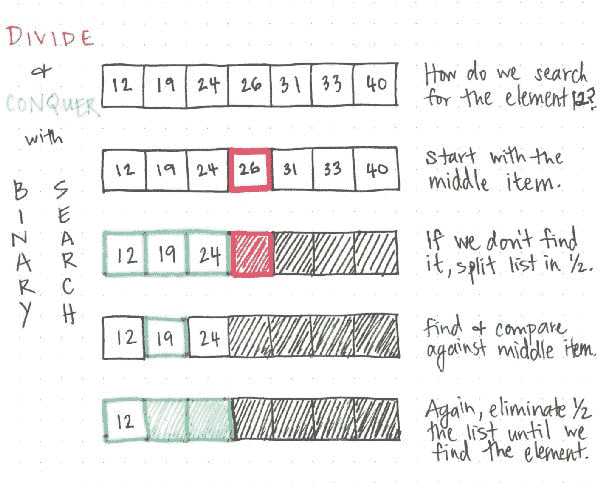 DIVIDE
&
CONQUER
with
BINARY
SEARCH
12 19 24 26 31 33 40
How do we search
for the element 12?
12 19 24 26 31 33 40
start with the
middle item.
12 19 24
If we don't find
it, split list in 1/2.
12 19 24
find & compare
against middle item.
12
Again, eliminate 1/2
the list until we
find the element.